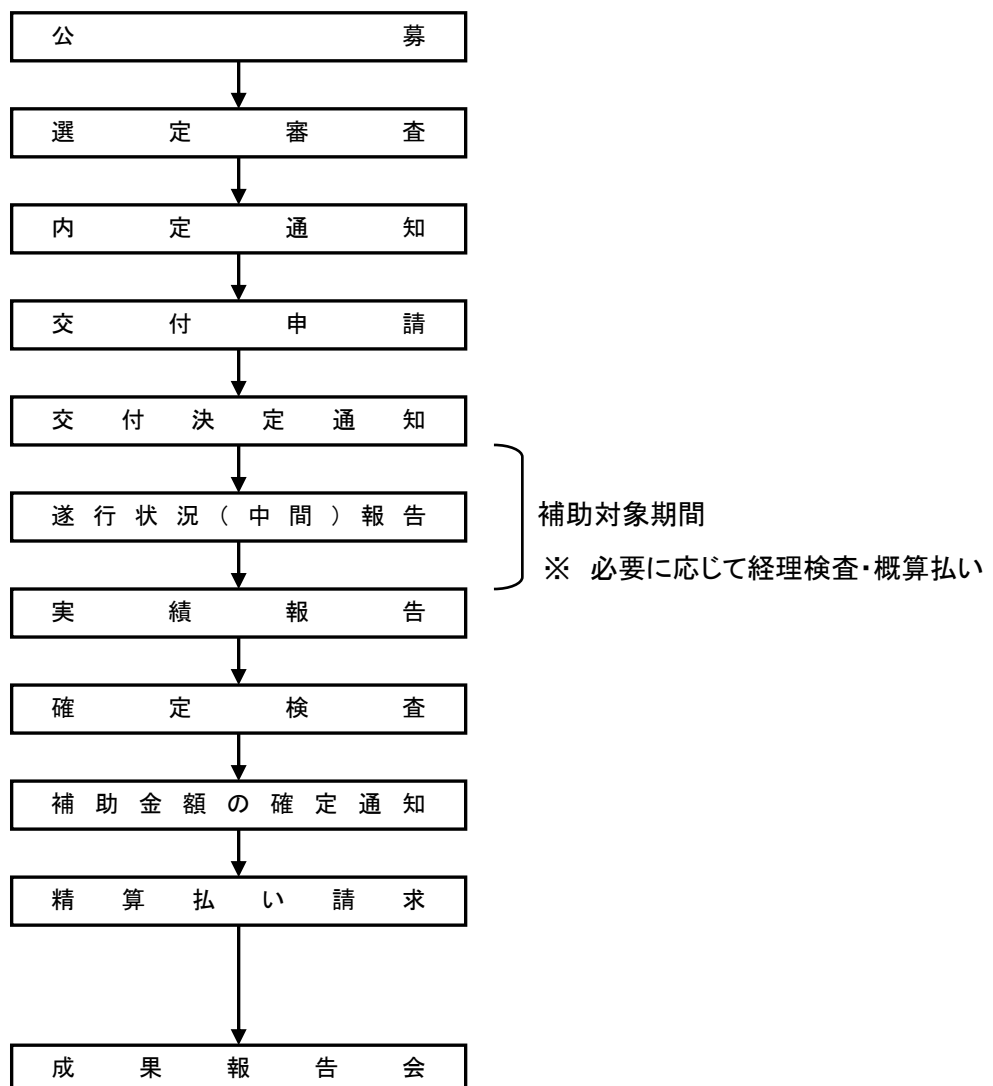 公募
選定審査
内定通知
交付申請
交付決定通知
遂行状況(中間)報告
補助対象期間
※ 必要に応じて経理検査・概算払い
実績報告
確定検査
補助金額の確定通知
精算払い請求
成果報告会